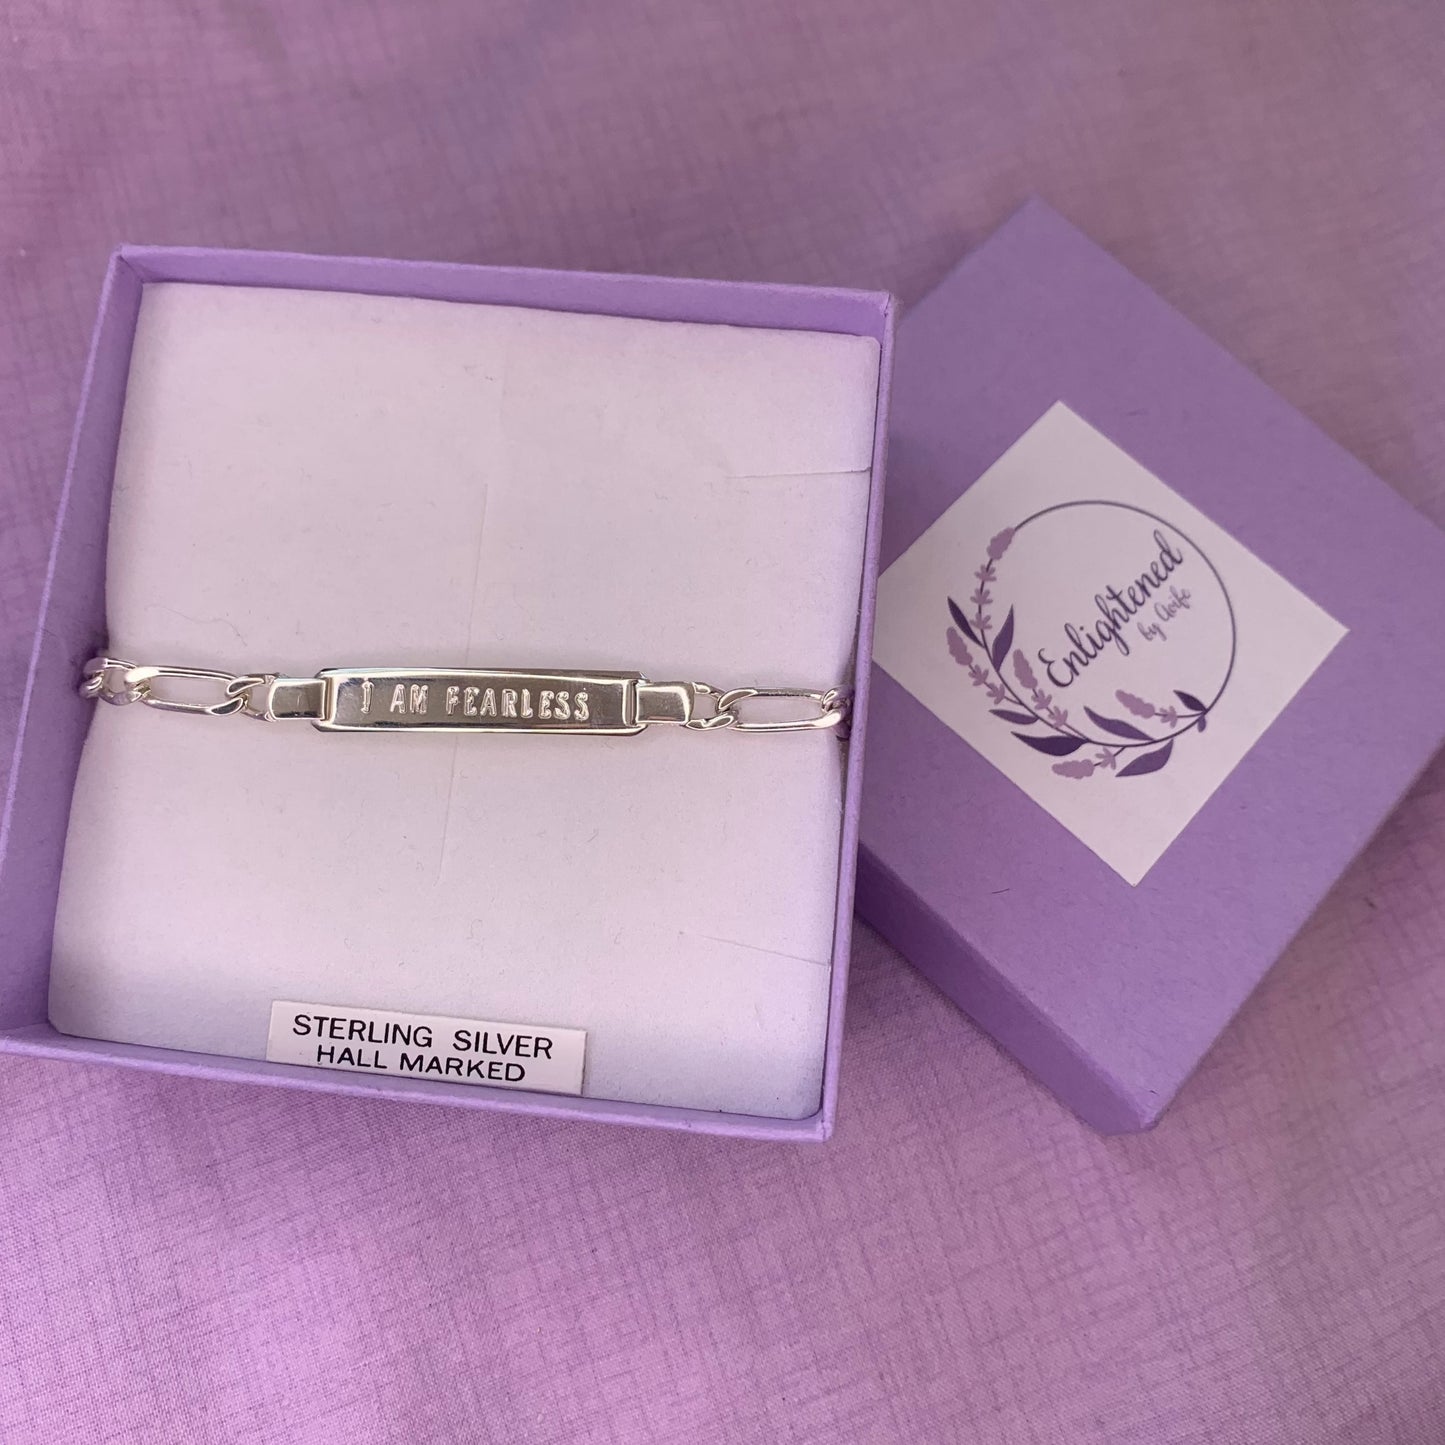 I AM FEARLESS
STERLING SILVER
HALL MARKED
Enlightened
by Aoife